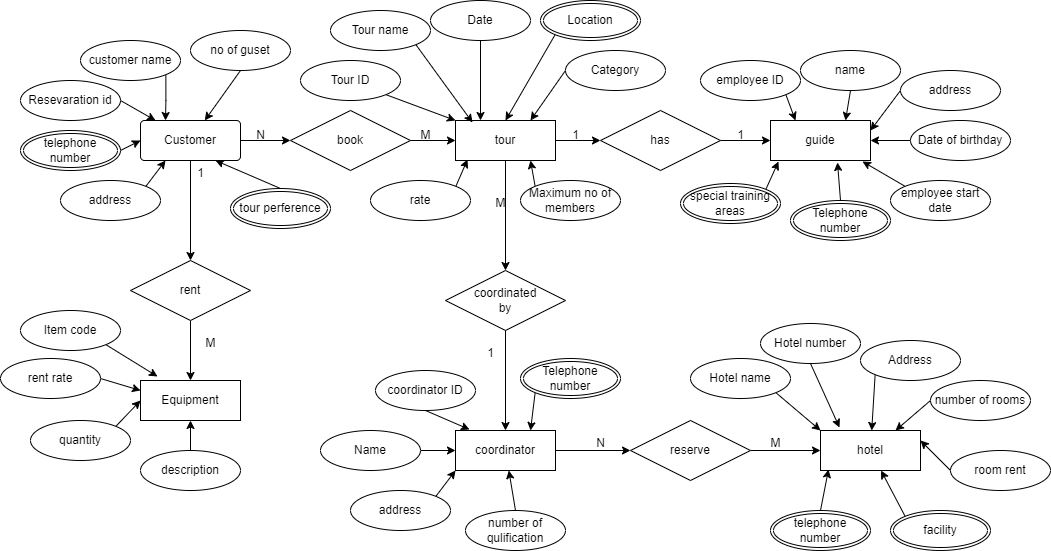 Date
Location
Tour name
no of guset
customer name
Tour ID
Category
employee ID
name
Resevaration id
address
telephone
number
Customer
N
book
M
tour
1
has
1
guide
Date of birthday
1
address
tour perference
rate
Maximum no of
members
M
special training
areas
Telephone
number
employee start
date
rent
coordinated
by
Item code
M
1
Hotel number
Address
rent rate
Equipment
coordinator ID
Telephone
number
Hotel name
number of rooms
quantity
description
Name
coordinator
N
reserve
M
hotel
room rent
address
number of
qulification
telephone
number
facility